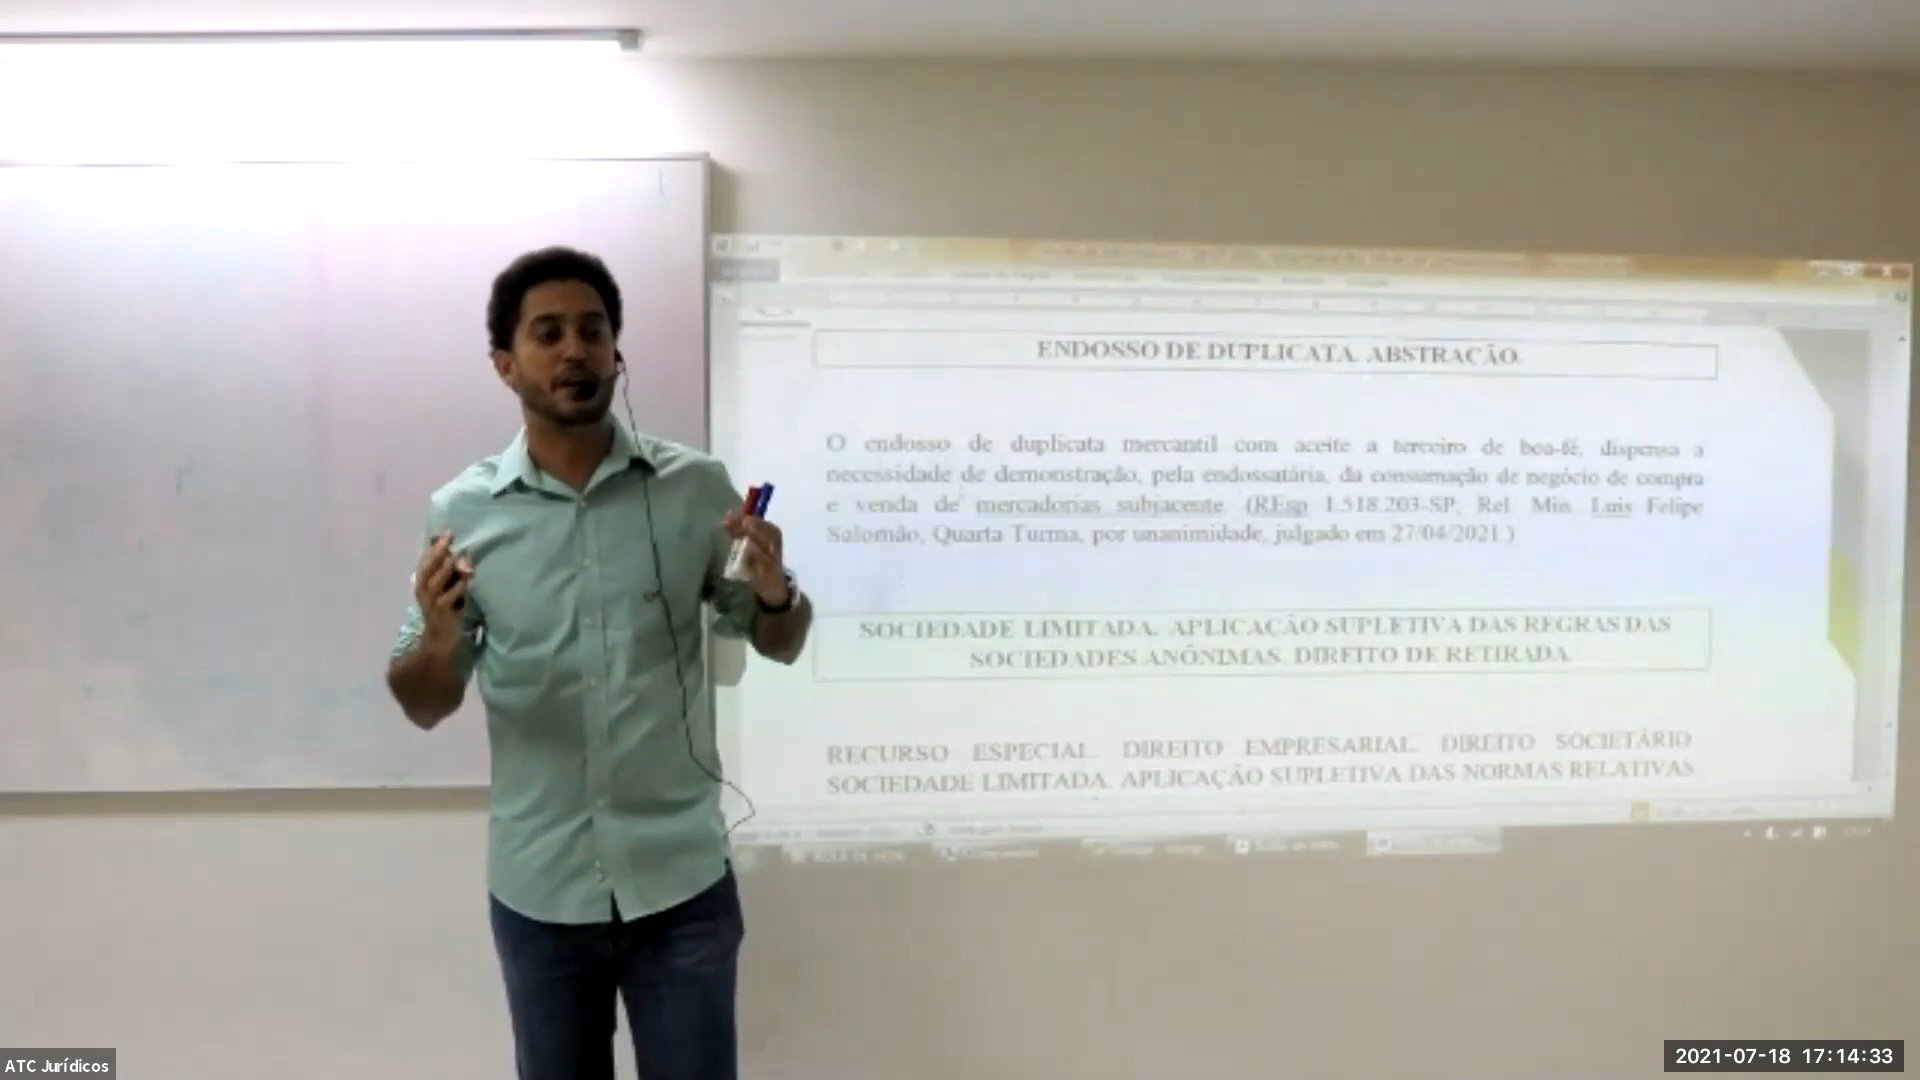 ENDOSSO DE DUPLICATA. ABSTRAÇÃO.
O endosso de duplicata mercantil com aceite a terceiro de boa-fé, dispensa a
necessidade de demonstração, pela endossatária, da consumação de negócio de compra
e venda de mercadorias subjacente. (REsp 1.518.203-SP, Rel. Min. Luis Felipe
Salomão, Quarta Turma, por unanimidade, julgado em 27/04/2021.)
SOCIEDADE LIMITADA. APLICAÇÃO SUPLETIVA DAS REGRAS DAS
SOCIEDADES ANÔNIMAS. DIREITO DE RETIRADA.
RECURSO ESPECIAL. DIREITO EMPRESARIAL. DIREITO SOCIETÁRIO
SOCIEDADE LIMITADA. APLICAÇÃO SUPLETIVA DAS NORMAS RELATIVAS
ATC Jurídicos
2021-07-18 17:14:33